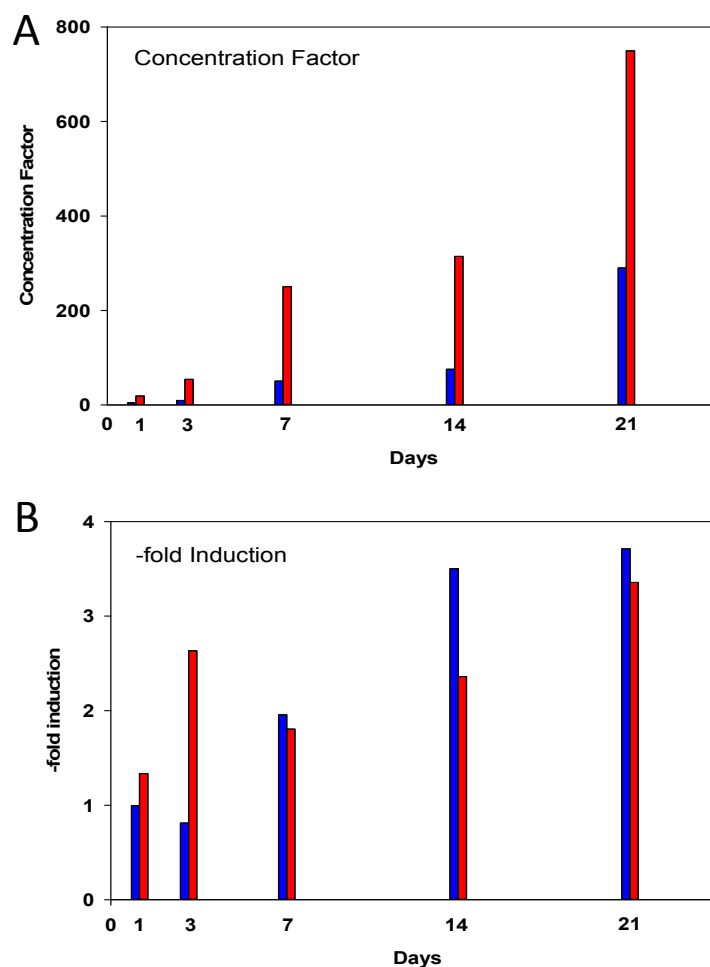 A
Concentration Factor
Concentration Factor
800
600
400
200
0
0 1 3 7 14 21
Days
B
-fold Induction
-fold induction
4
3
2
1
0
0 1 3 7 14 21
Days